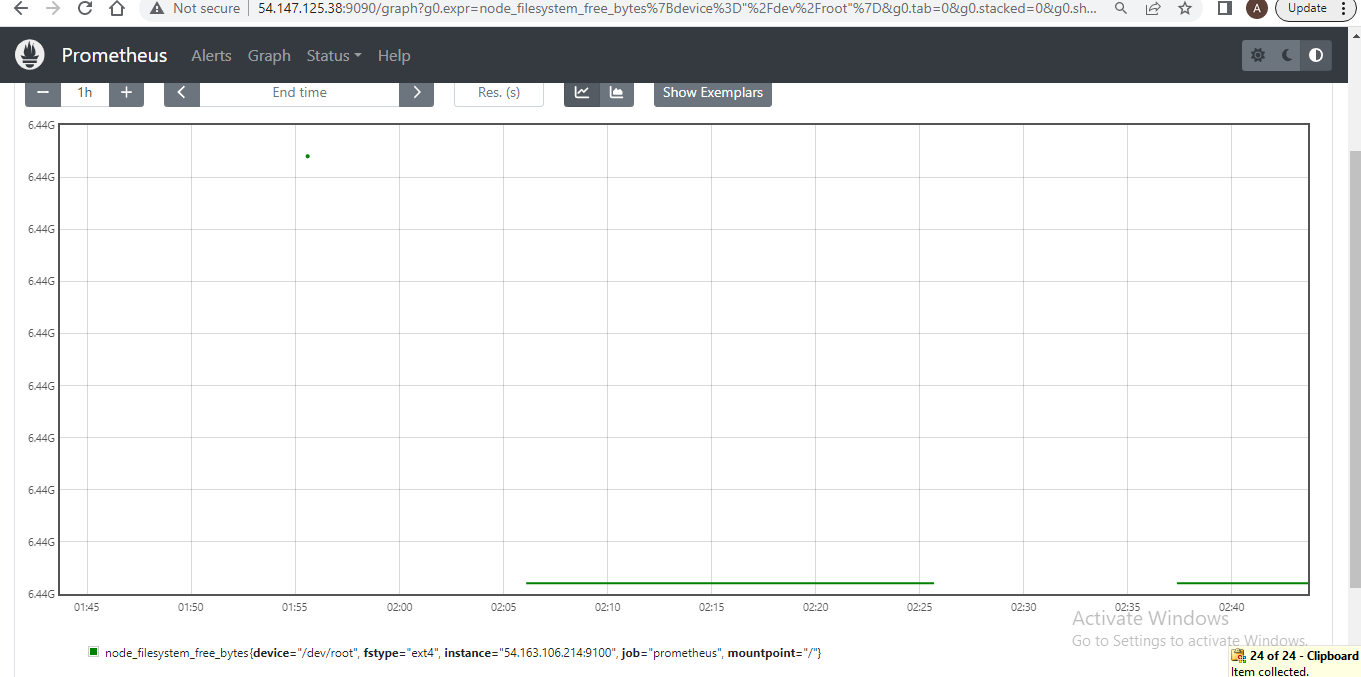 Not secure 54.147.125.38:9090/graph?g0.expr=node_filesystem_free_bytes%7Bdevice%3D"%2Fdev%2Froot"%7D&g0.tab=0&g0.stacked=0&g0.sh... A Update
Prometheus Alerts Graph Status Help
− 1h + < End time > Res. (s) Show Exemplars
6.44G
6.44G
6.44G
6.44G
6.44G
6.44G
6.44G
6.44G
6.44G
6.44G
01:45 01:50 01:55 02:00 02:05 02:10 02:15 02:20 02:25 02:30 02:35 02:40
Activate Windows
Go to Settings to activate Windows.
node_filesystem_free_bytes{device="/dev/root", fstype="ext4", instance="54.163.106.214:9100", job="prometheus", mountpoint="/"}
24 of 24 - Clipboard
Item collected.